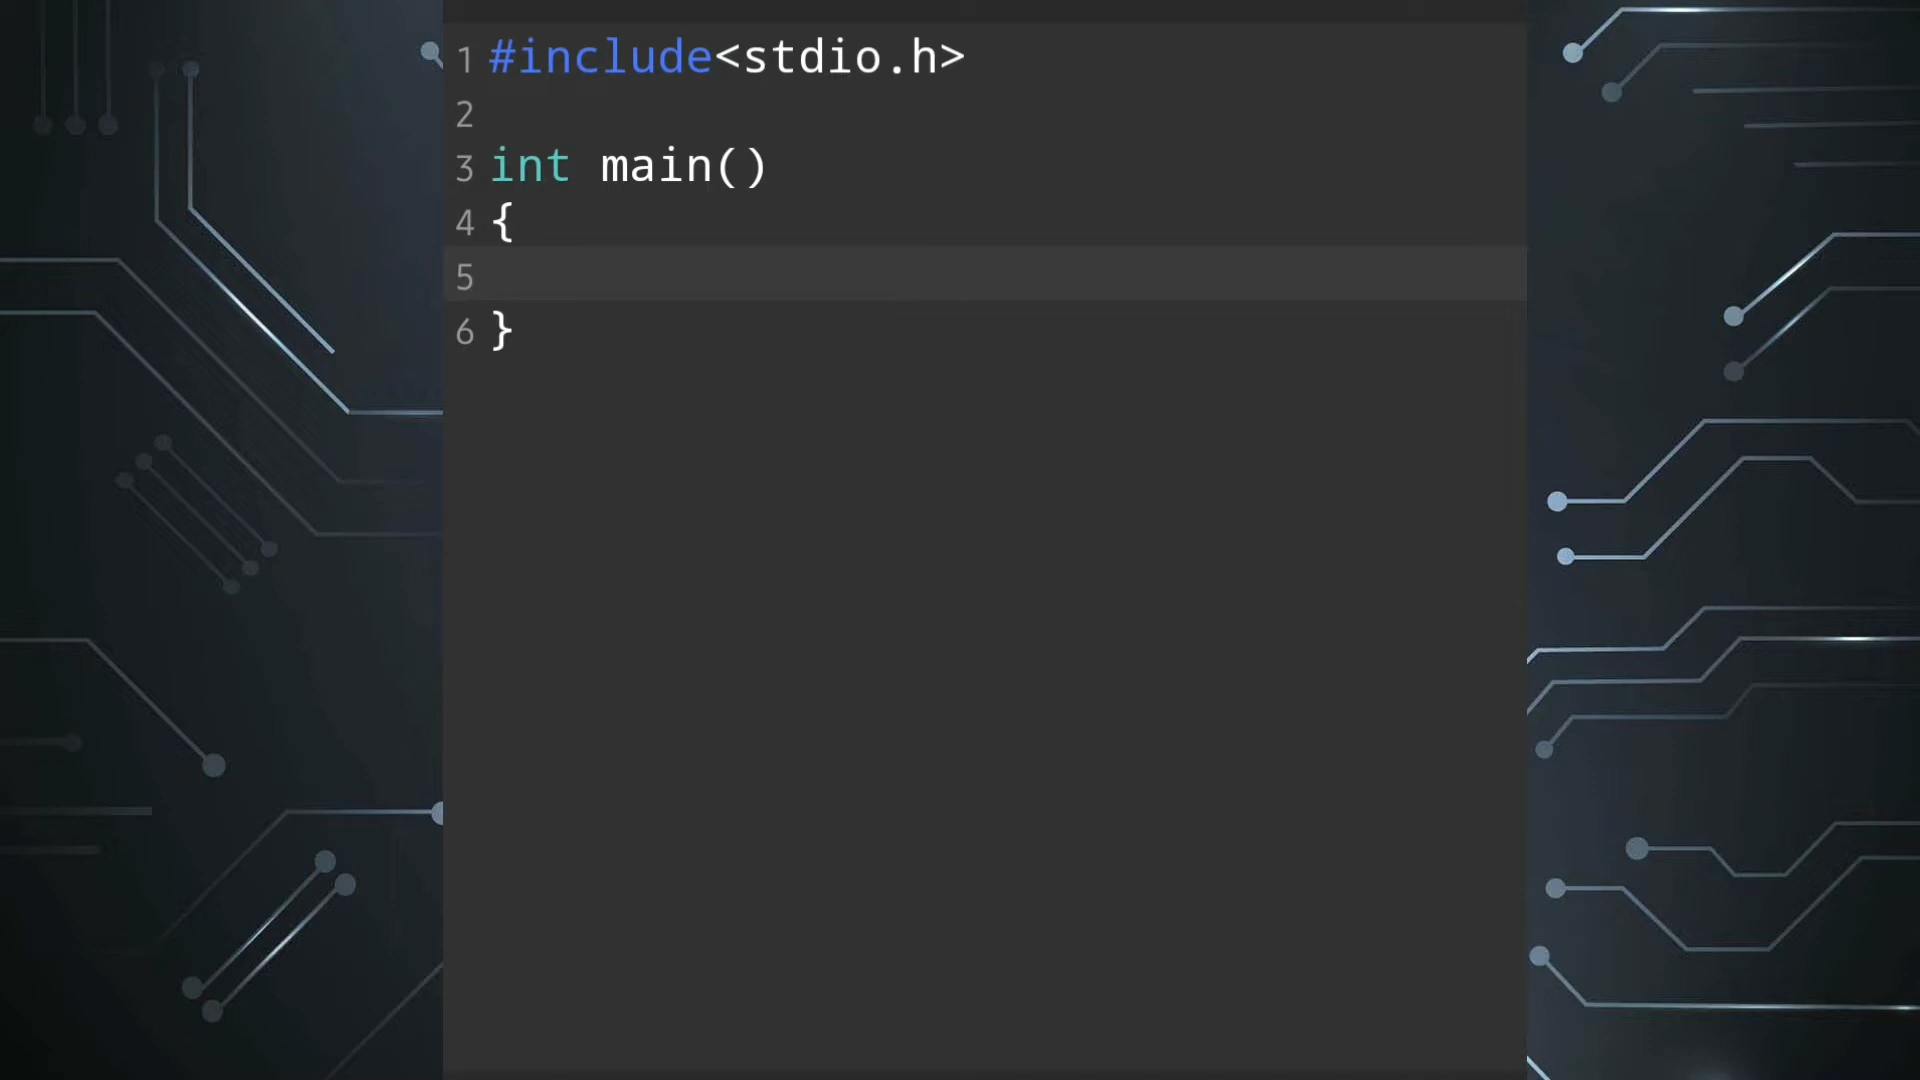 1 #include<stdio.h>
2
3 int main()
4 {
5
6 }